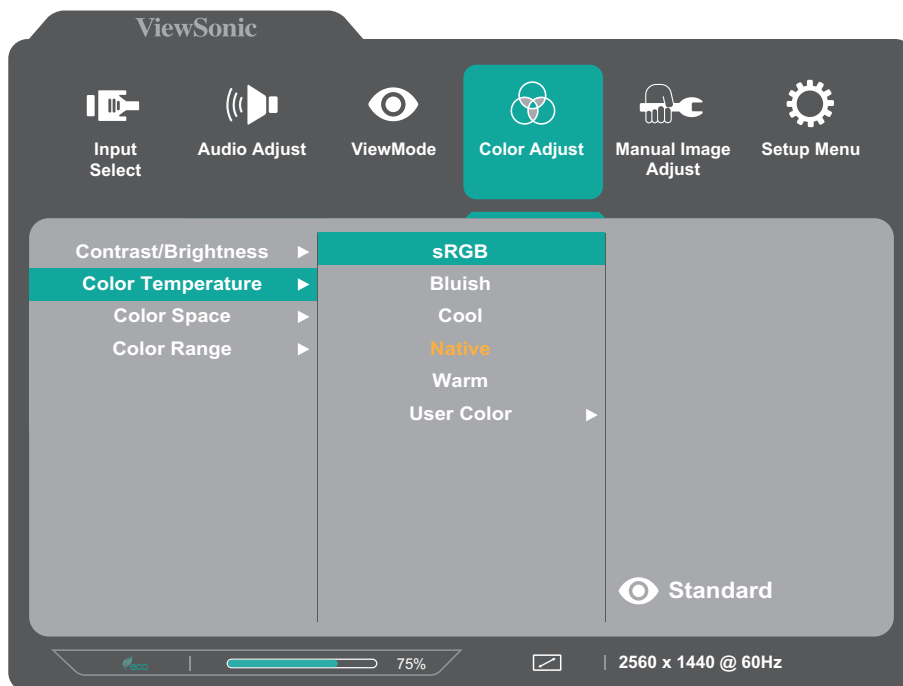 ViewSonic
Input
Select
Audio Adjust
ViewMode
Color Adjust
Manual Image
Adjust
Setup Menu
Contrast/Brightness
Color Temperature
Color Space
Color Range
sRGB
Bluish
Cool
Native
Warm
User Color
Standard
eco
75%
2560 x 1440 @ 60Hz